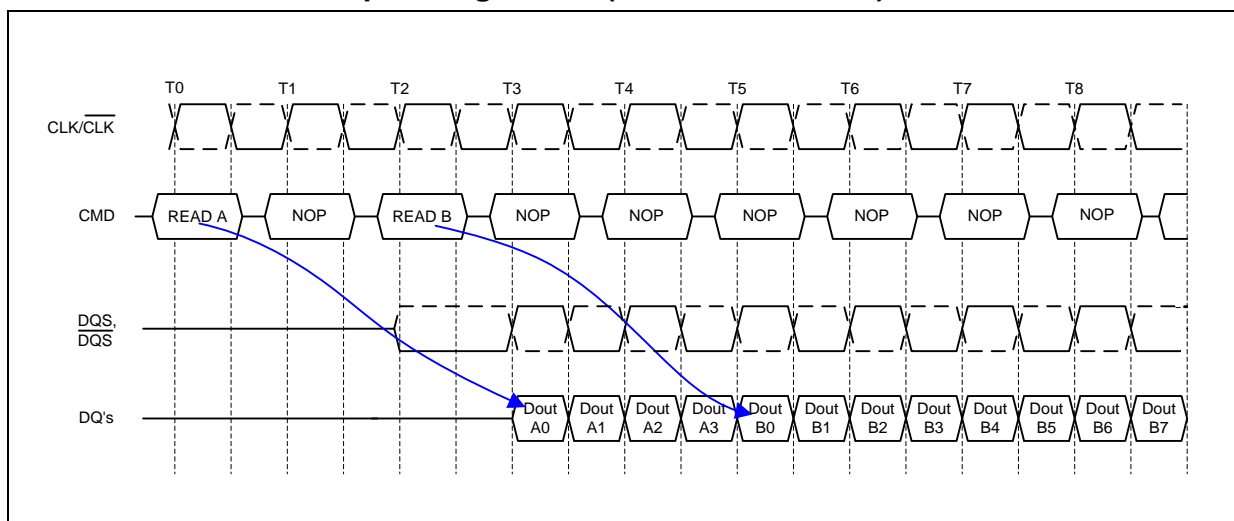 T0 T1 T2 T3 T4 T5 T6 T7 T8
CLK/CLK
CMD READ A NOP READ B NOP NOP NOP NOP NOP NOP
DQS,
DQS
DQ's
Dout Dout Dout Dout Dout Dout Dout Dout Dout Dout Dout Dout
A0 A1 A2 A3 B0 B1 B2 B3 B4 B5 B6 B7